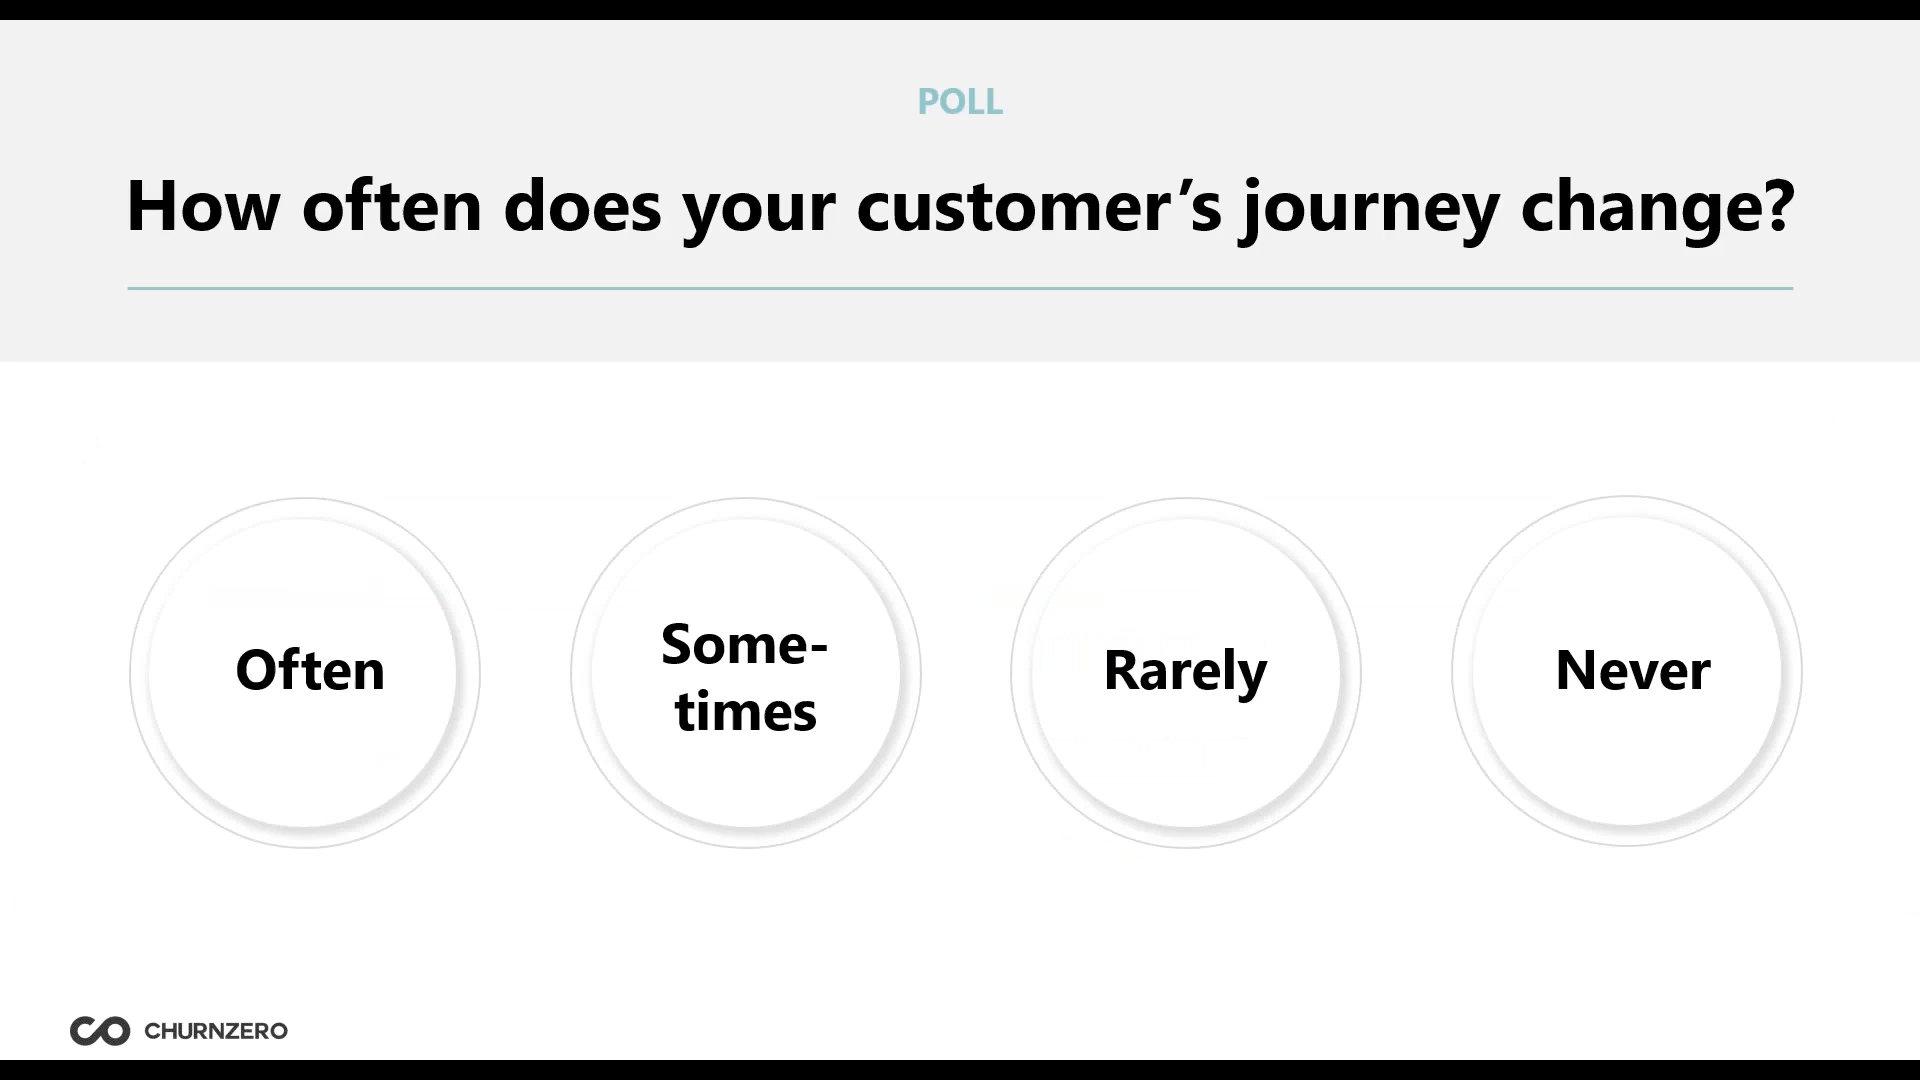 POLL
How often does your customer’s journey change?
Often
Some-
times
Rarely
Never
CHURNZERO